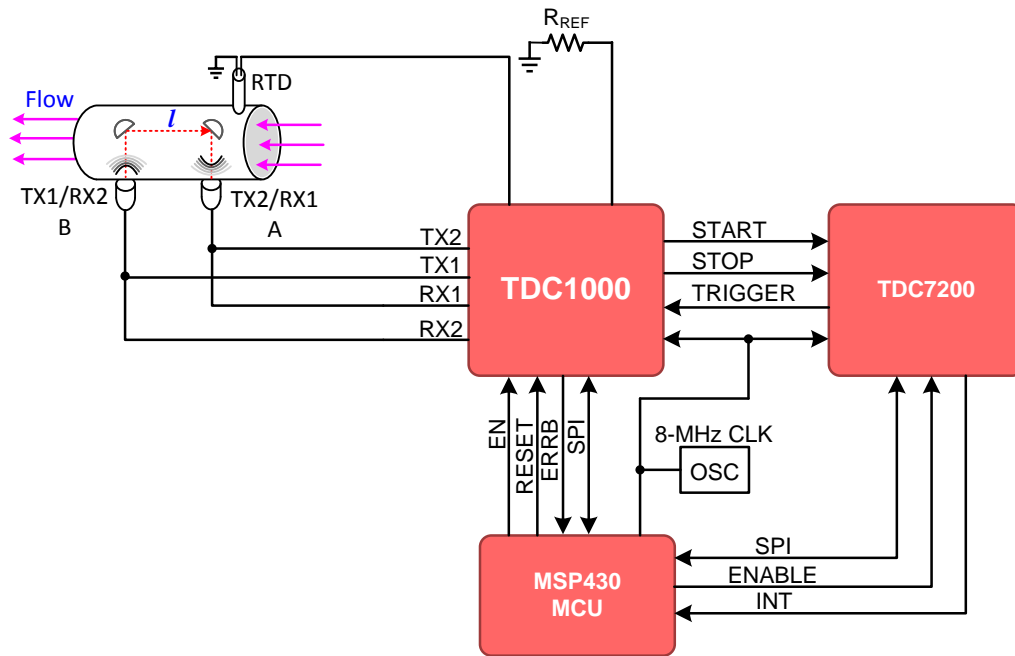 R_REF
RTD
Flow
l
TX1/RX2
B
TX2/RX1
A
TX2
TX1
RX1
RX2
TDC1000
START
STOP
TRIGGER
TDC7200
EN
RESET
ERRB
SPI
8-MHz CLK
OSC
MSP430
MCU
SPI
ENABLE
INT